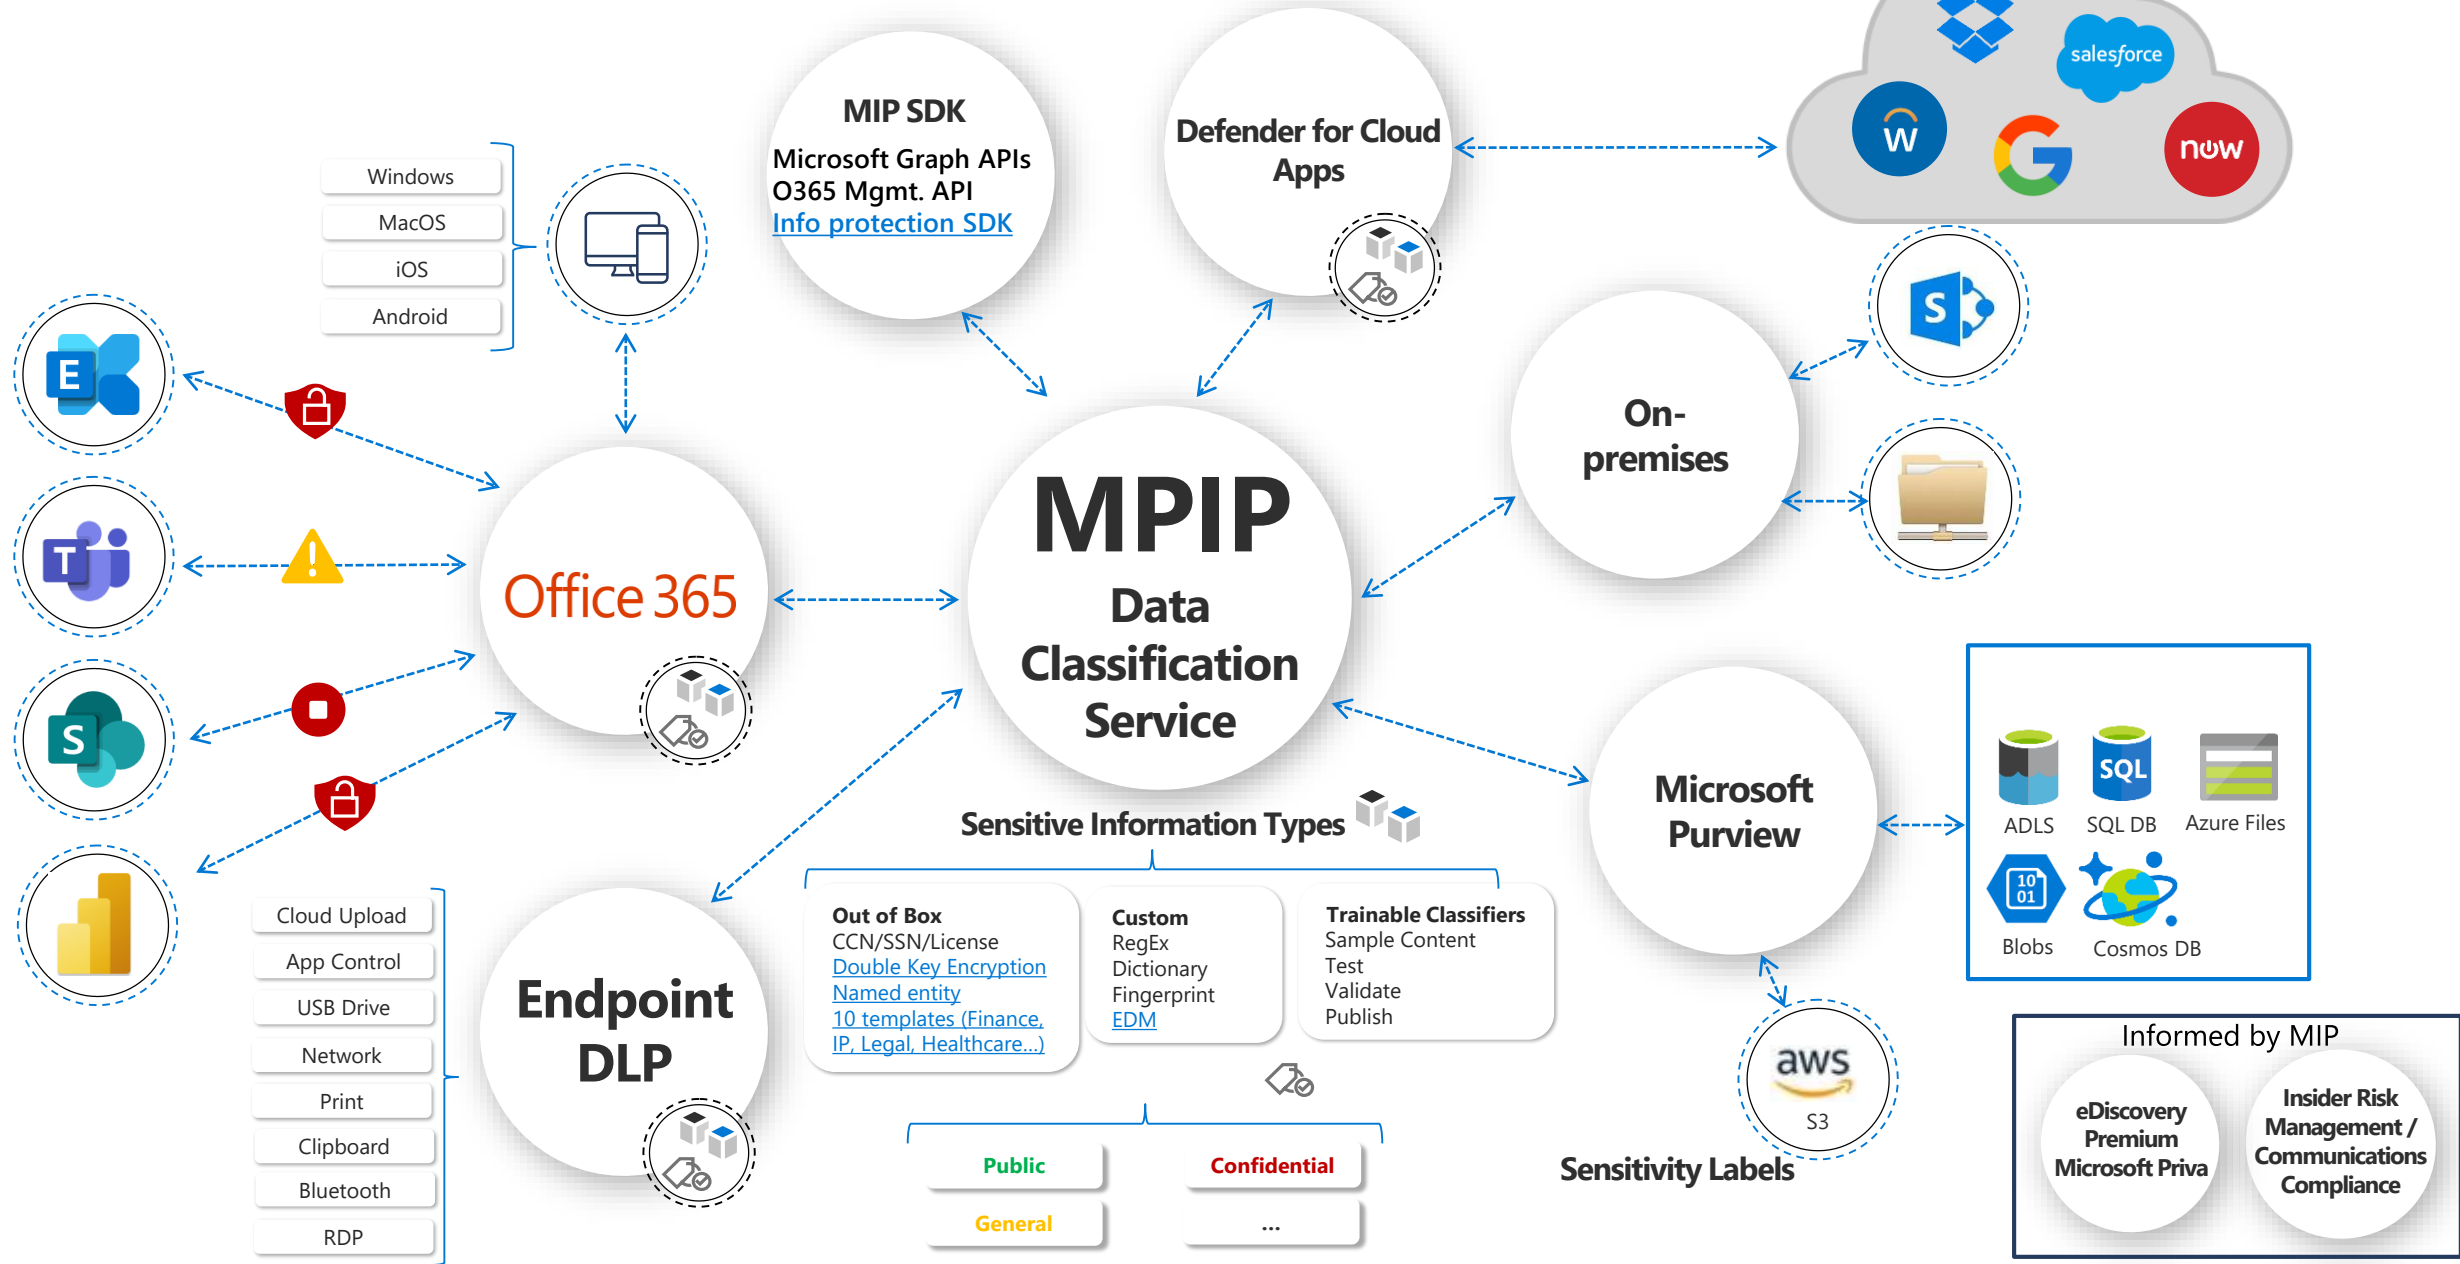 MIP SDK
Microsoft Graph APIs
O365 Mgmt. API
Info protection SDK
Defender for Cloud
Apps
salesforce
W
G
now
Windows
MacOS
iOS
Android
E
T
S
S
On-
premises
Office 365
MPIP
Data
Classification
Service
Microsoft
Purview
SQL
ADLS
SQL DB
Azure Files
10
01
Blobs
Cosmos DB
aws
S3
Sensitive Information Types
Out of Box
CCN/SSN/License
Double Key Encryption
Named entity
10 templates (Finance,
IP, Legal, Healthcare...)
Custom
RegEx
Dictionary
Fingerprint
EDM
Trainable Classifiers
Sample Content
Test
Validate
Publish
Endpoint
DLP
Cloud Upload
App Control
USB Drive
Network
Print
Clipboard
Bluetooth
RDP
Public
Confidential
General
...
Sensitivity Labels
Informed by MIP
eDiscovery
Premium
Microsoft Priva
Insider Risk
Management /
Communications
Compliance